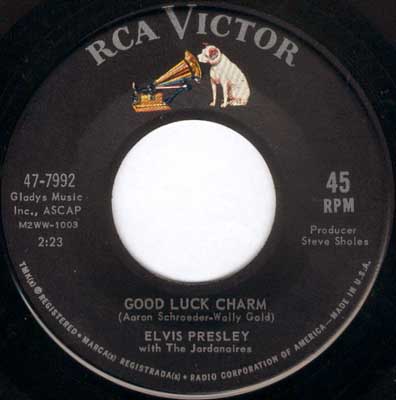 RCA VICTOR
47-7992
Gladys Music
Inc., ASCAP
M2WW-1003
2:23
45
RPM
Producer
Steve Sholes
GOOD LUCK CHARM
(Aaron Schroeder-Wally Gold)
ELVIS PRESLEY
with The Jordanaires
TMK(s) ® REGISTERED • MARCA(s) REGISTRADA(s) • RADIO CORPORATION OF AMERICA—MADE IN U.S.A.